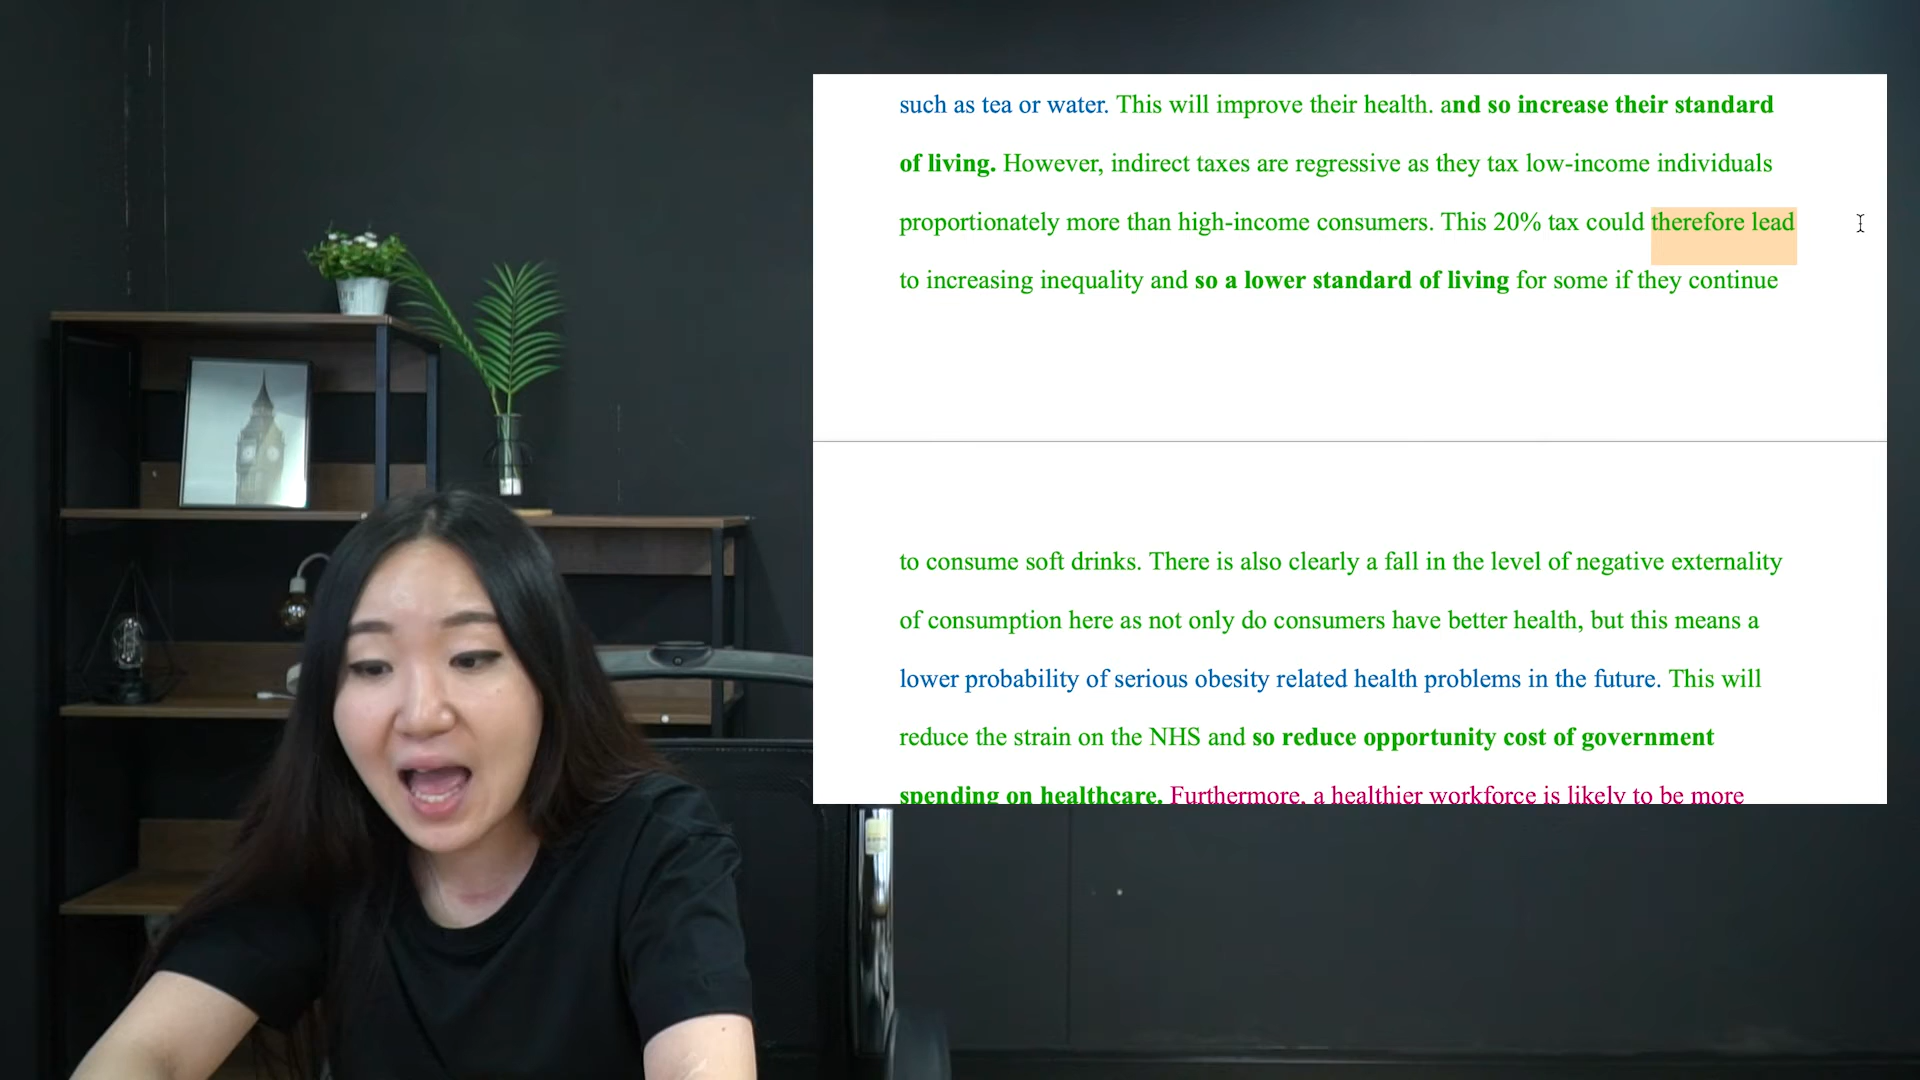 such as tea or water. This will improve their health. and so increase their standard
of living. However, indirect taxes are regressive as they tax low-income individuals
proportionately more than high-income consumers. This 20% tax could therefore lead
to increasing inequality and so a lower standard of living for some if they continue
to consume soft drinks. There is also clearly a fall in the level of negative externality
of consumption here as not only do consumers have better health, but this means a
lower probability of serious obesity related health problems in the future. This will
reduce the strain on the NHS and so reduce opportunity cost of government
spending on healthcare. Furthermore, a healthier workforce is likely to be more